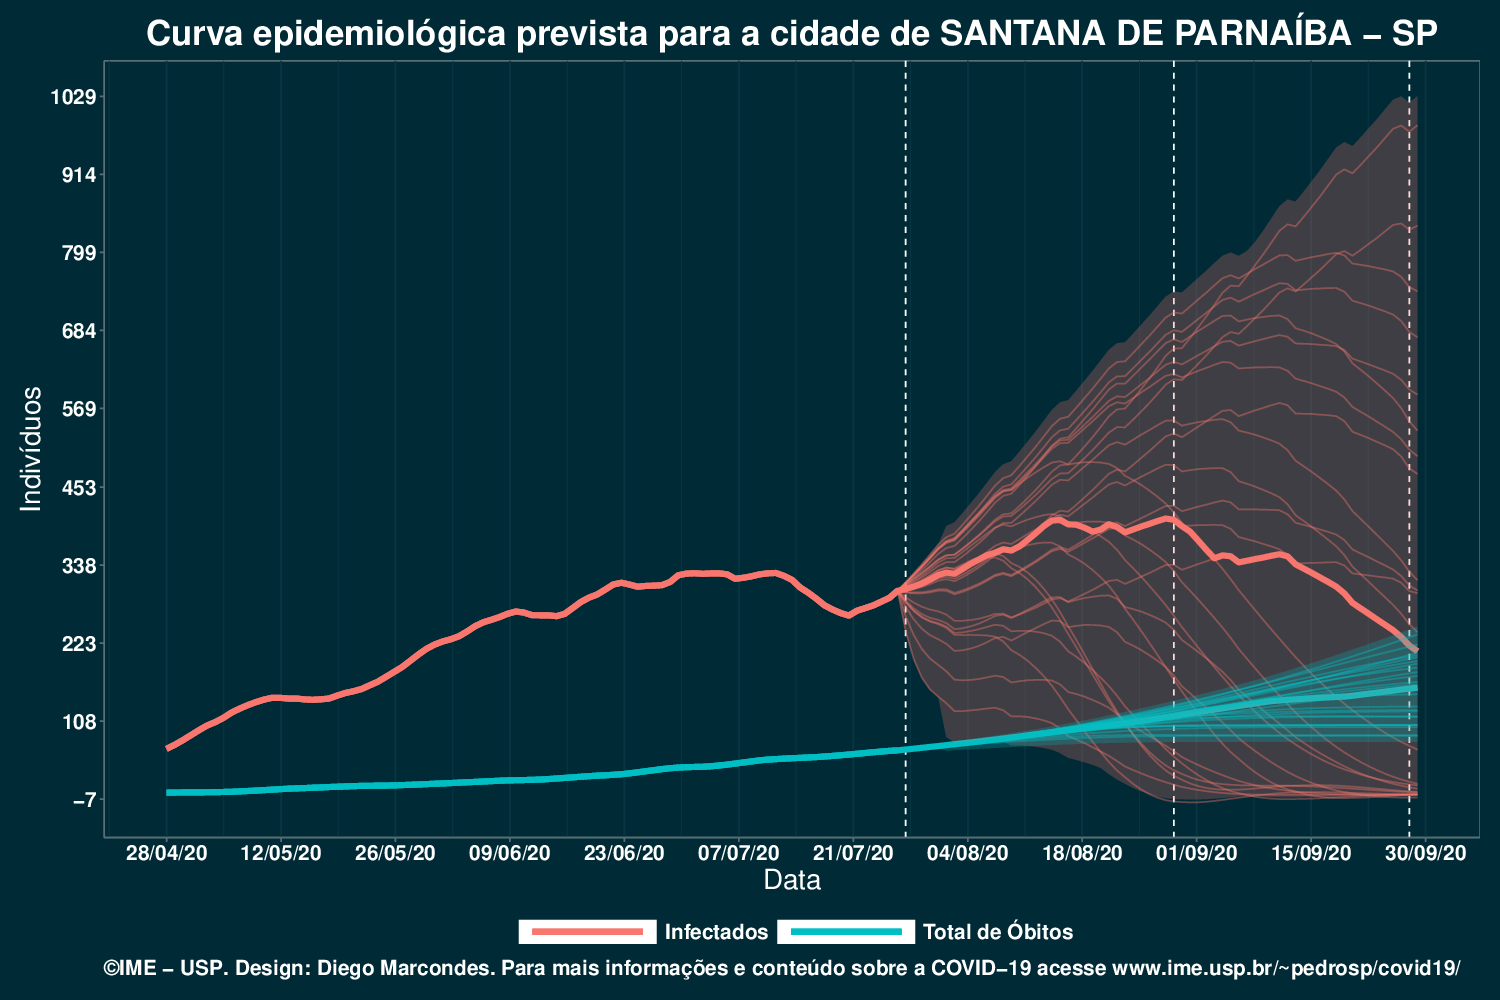 Curva epidemiológica prevista para a cidade de SANTANA DE PARNAÍBA – SP
1029
914
799
684
569
453
338
223
108
−7
Indivíduos
28/04/20 12/05/20 26/05/20 09/06/20 23/06/20 07/07/20 21/07/20 04/08/20 18/08/20 01/09/20 15/09/20 30/09/20
Data
Infectados Total de Óbitos
©IME – USP. Design: Diego Marcondes. Para mais informações e conteúdo sobre a COVID−19 acesse www.ime.usp.br/~pedrosp/covid19/